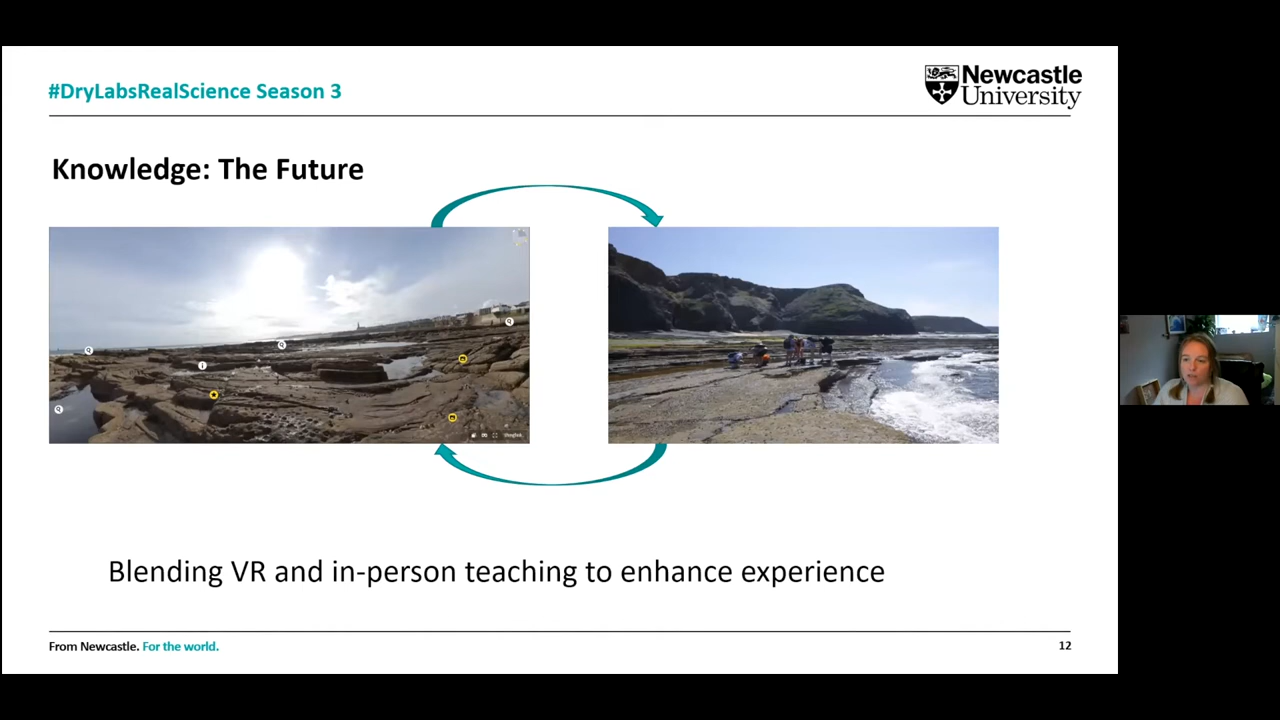 #DryLabsRealScience Season 3
Newcastle
University
Knowledge: The Future
Blending VR and in-person teaching to enhance experience
From Newcastle. For the world.
12